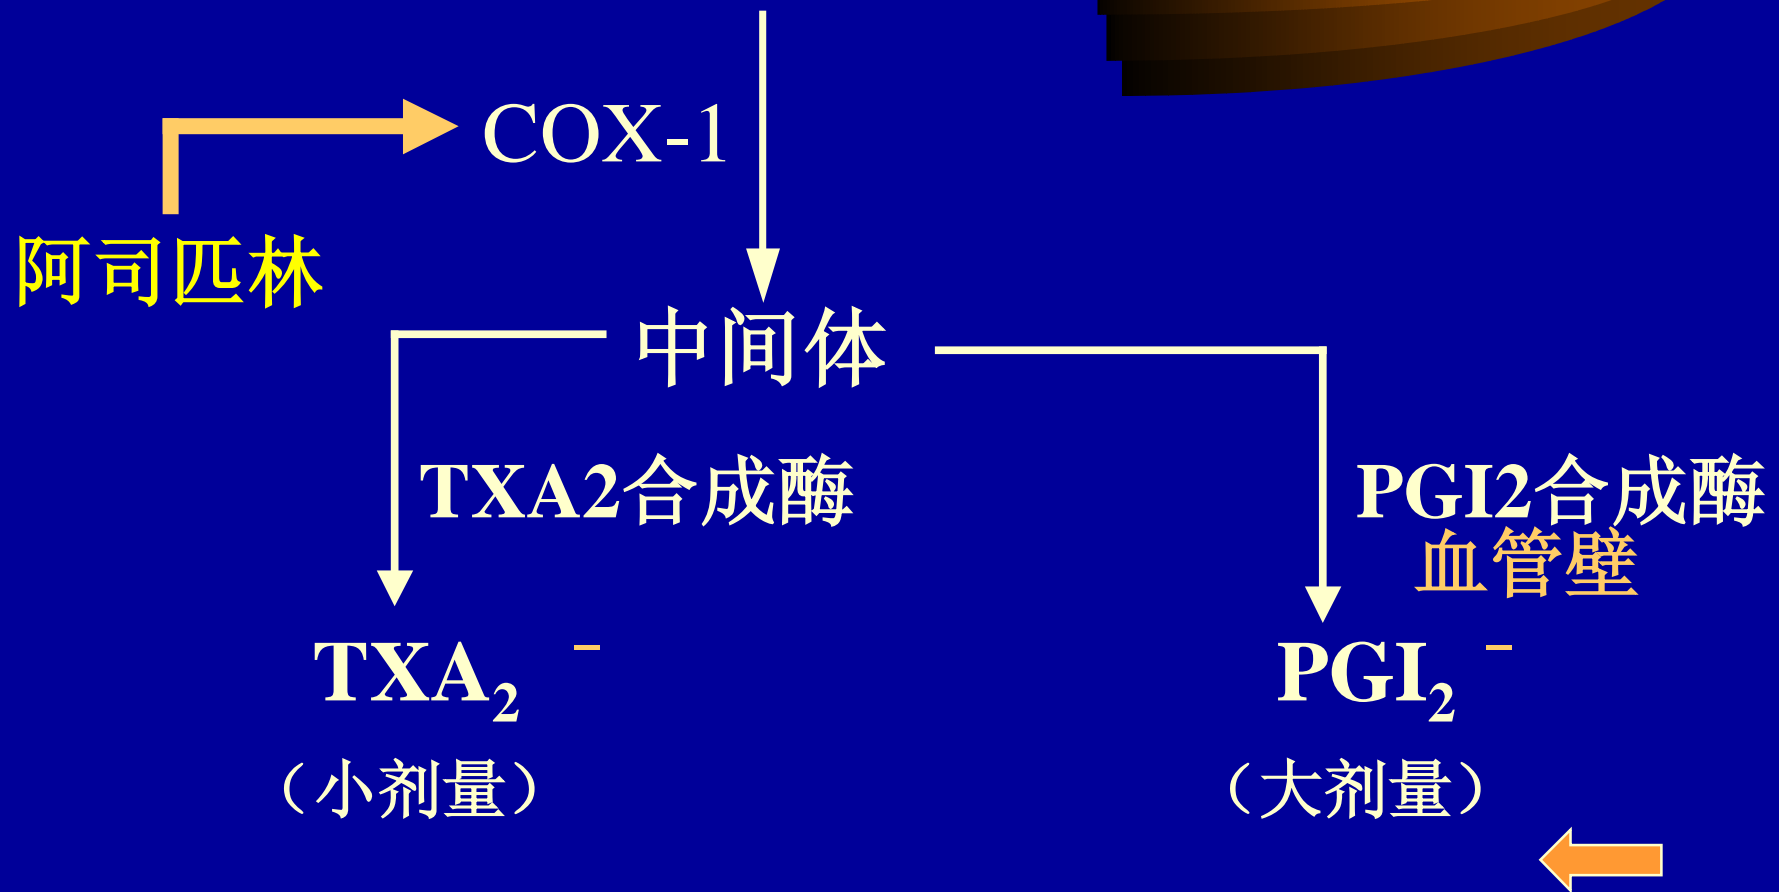 COX-1
阿司匹林
中间体
TXA2合成酶
PGI2合成酶
血管壁
TXA₂ –
PGI₂ –
（小剂量）
（大剂量）